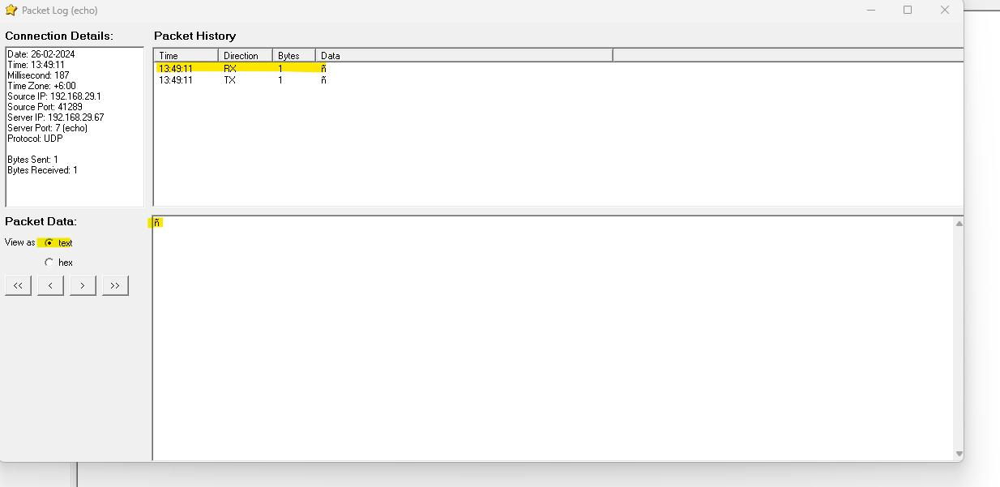 Packet Log (echo)
Connection Details:
Date: 26-02-2024
Time: 13:49:11
Millisecond: 187
Time Zone: +6:00
Source IP: 192.168.29.1
Source Port: 41289
Server IP: 192.168.29.67
Server Port: 7 (echo)
Protocol: UDP
Bytes Sent: 1
Bytes Received: 1
Packet History
Time Direction Bytes Data
13:49:11 RX 1 ñ
13:49:11 TX 1 ñ
Packet Data:
View as text
hex
<< < > >>
ñ